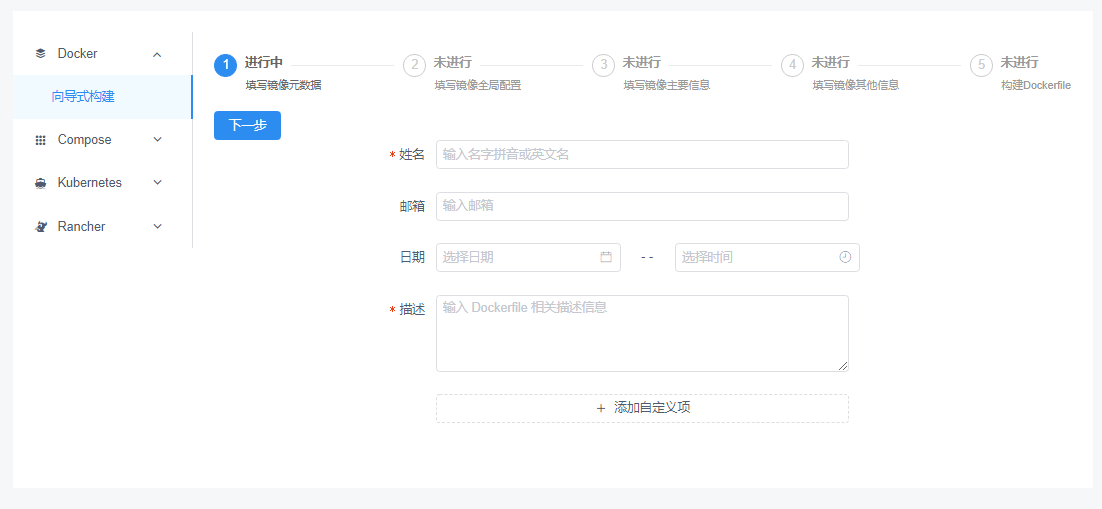 Docker
向导式构建
Compose
Kubernetes
Rancher
1 进行中
填写镜像元数据
2 未进行
填写镜像全局配置
3 未进行
填写镜像主要信息
4 未进行
填写镜像其他信息
5 未进行
构建Dockerfile
下一步
* 姓名 输入名字拼音或英文名
邮箱 输入邮箱
日期 选择日期 - - 选择时间
* 描述 输入 Dockerfile 相关描述信息
+ 添加自定义项